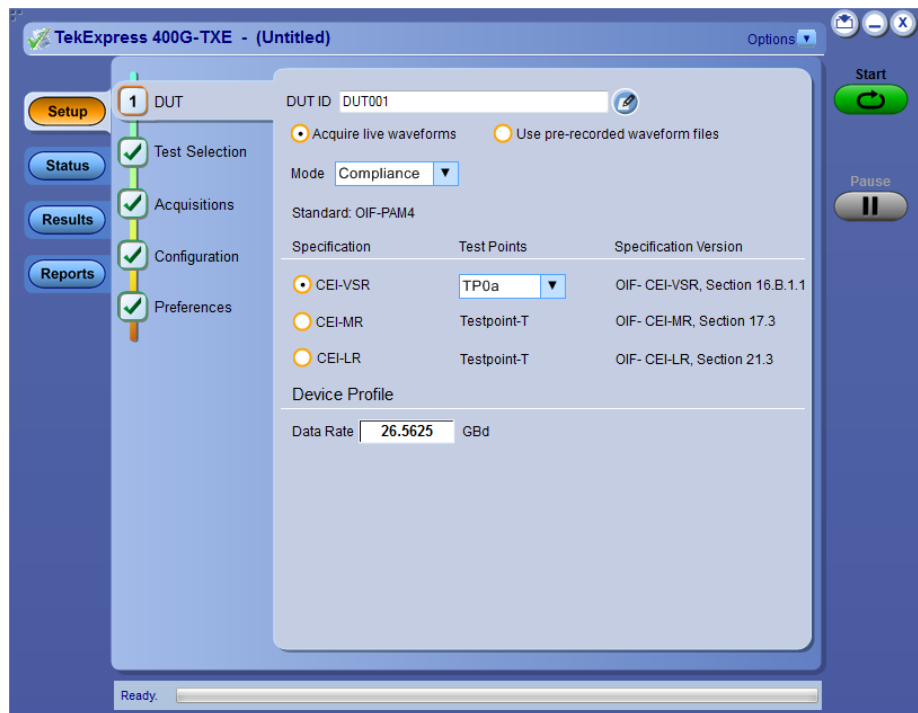 TekExpress 400G-TXE - (Untitled)
Options
Start
Pause
Setup
Status
Results
Reports
1 DUT
Test Selection
Acquisitions
Configuration
Preferences
DUT ID DUT001
Acquire live waveforms Use pre-recorded waveform files
Mode Compliance
Standard: OIF-PAM4
Specification Test Points Specification Version
CEI-VSR TP0a OIF- CEI-VSR, Section 16.B.1.1
CEI-MR Testpoint-T OIF- CEI-MR, Section 17.3
CEI-LR Testpoint-T OIF- CEI-LR, Section 21.3
Device Profile
Data Rate 26.5625 GBd
Ready.